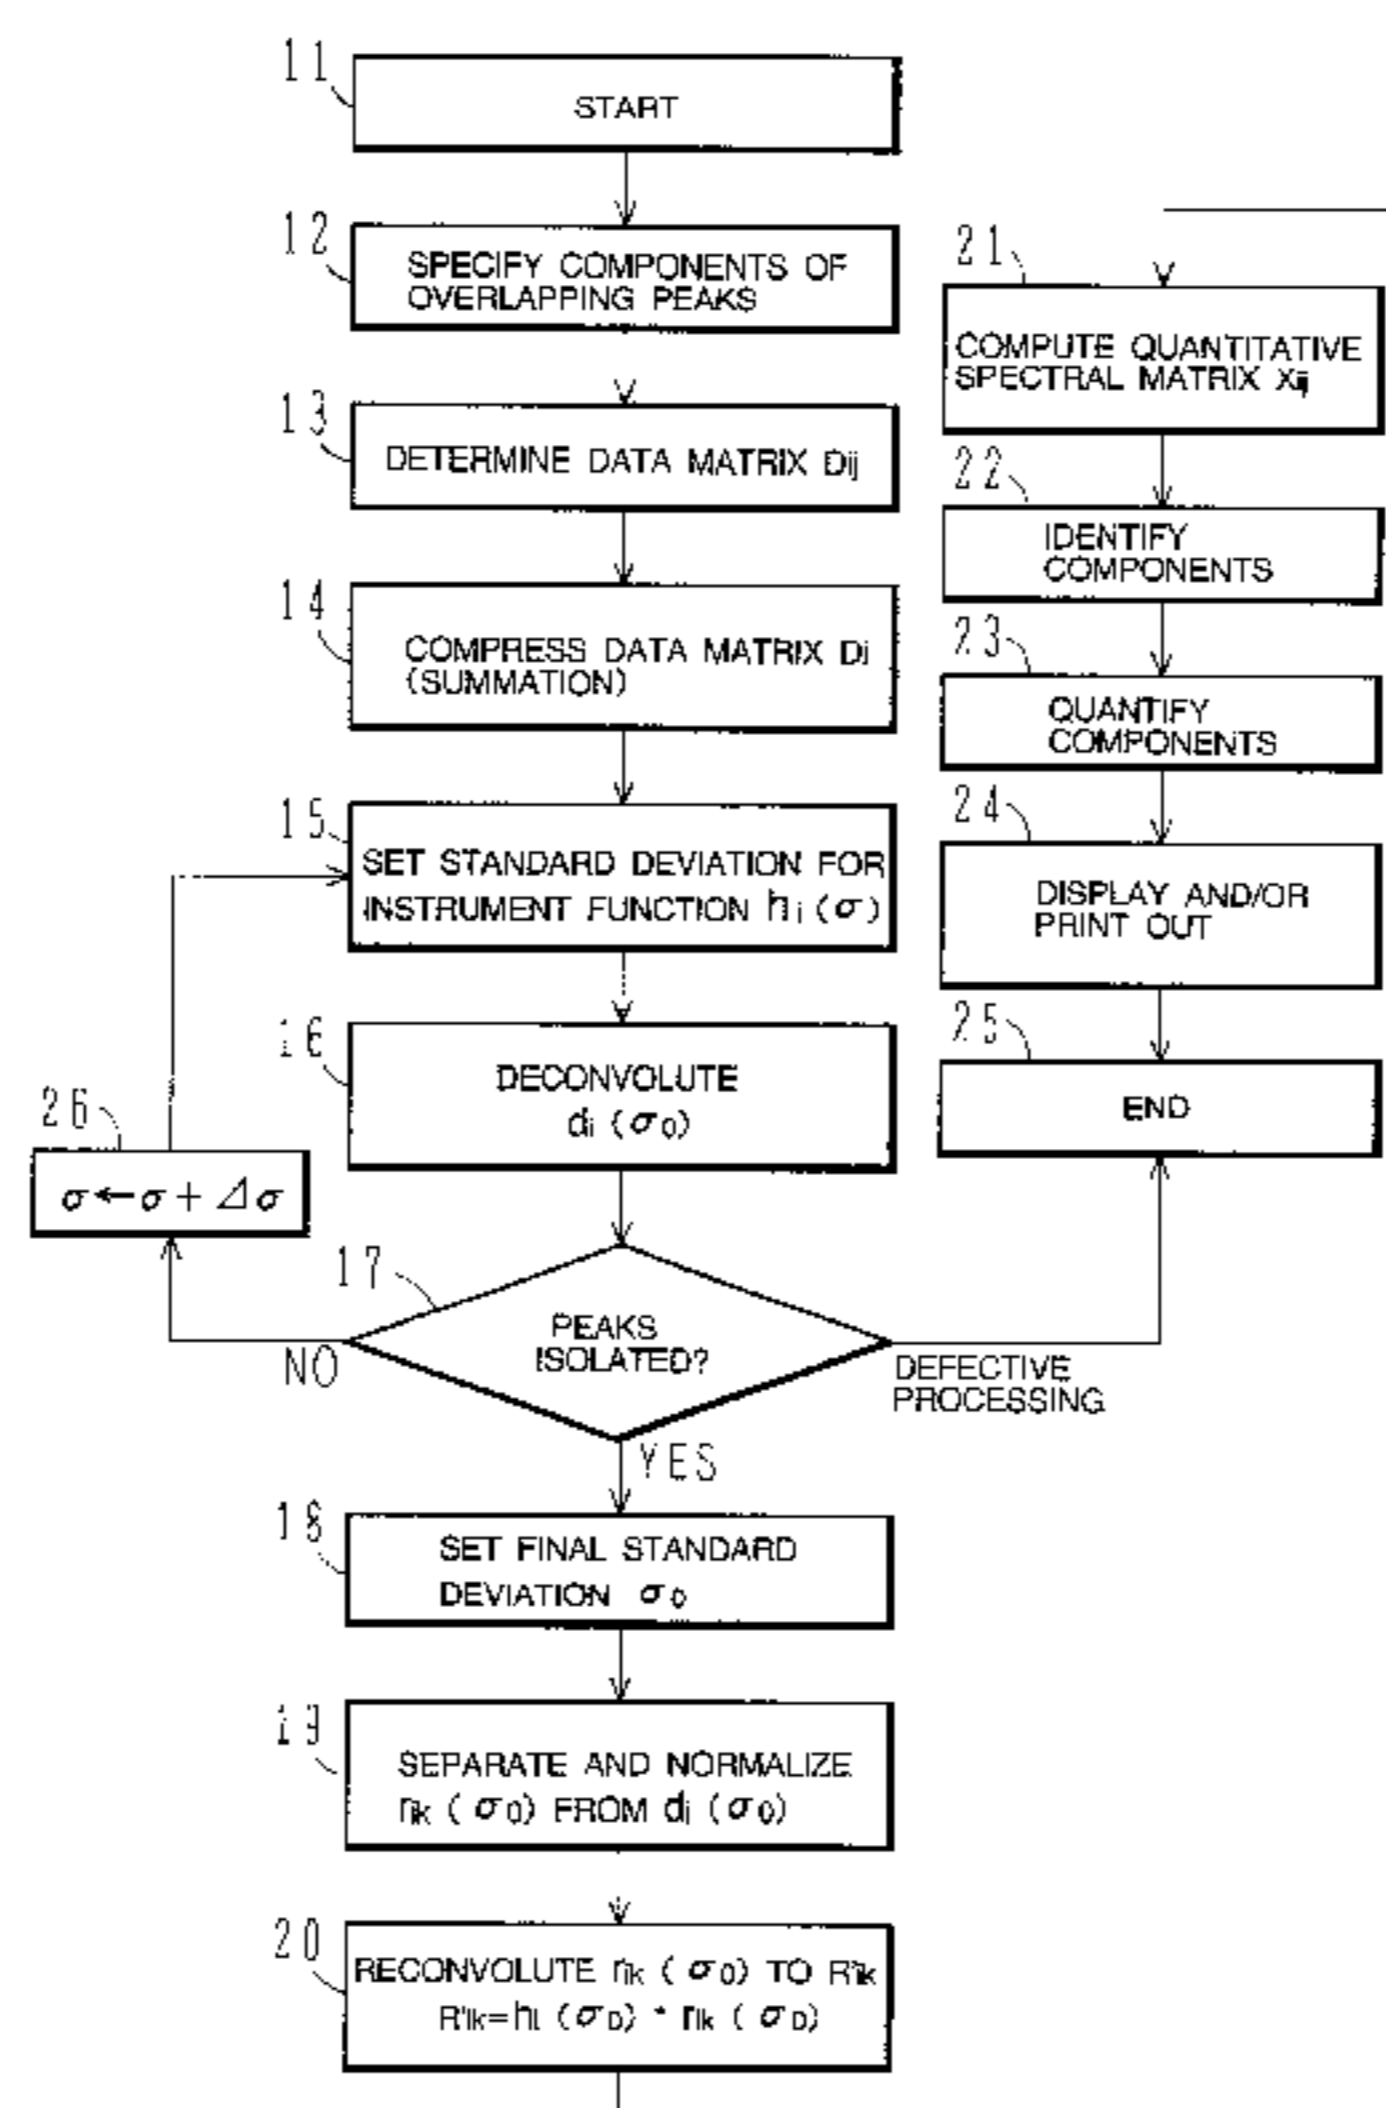 11
START
12
SPECIFY COMPONENTS OF
OVERLAPPING PEAKS
13
DETERMINE DATA MATRIX Dij
14
COMPRESS DATA MATRIX Di
(SUMMATION)
15
SET STANDARD DEVIATION FOR
INSTRUMENT FUNCTION hi (σ)
16
DECONVOLUTE
di (σ0)
26
σ←σ+Δσ
17
PEAKS
ISOLATED?
NO
YES
DEFECTIVE
PROCESSING
18
SET FINAL STANDARD
DEVIATION σ0
19
SEPARATE AND NORMALIZE
rik (σ0) FROM di (σ0)
20
RECONVOLUTE rik (σ0) TO R'ik
R'ik=hi (σ0) * rik (σ0)
21
COMPUTE QUANTITATIVE
SPECTRAL MATRIX Xij
22
IDENTIFY
COMPONENTS
23
QUANTIFY
COMPONENTS
24
DISPLAY AND/OR
PRINT OUT
25
END